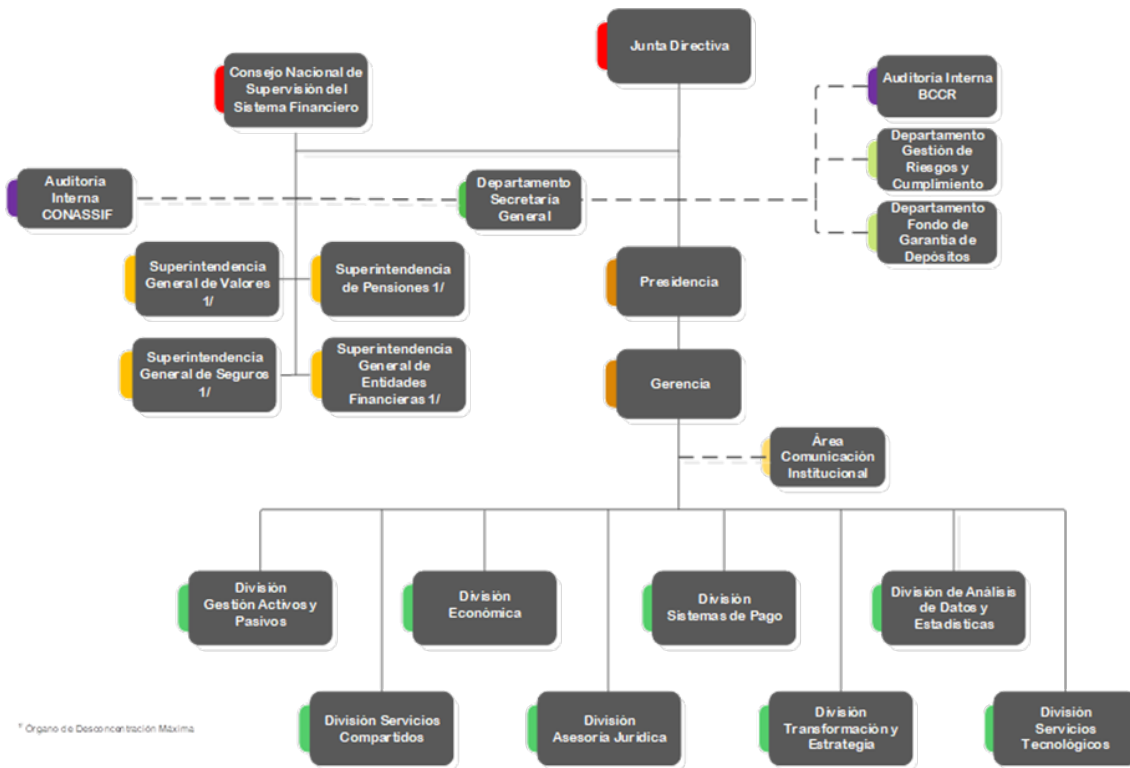 Junta Directiva
Consejo Nacional de
Supervisión del
Sistema Financiero
Auditoría Interna
BCCR
Departamento
Gestión de
Riesgos y
Cumplimiento
Auditoría
Interna
CONASSIF
Departamento
Secretaría
General
Departamento
Fondo de
Garantía de
Depósitos
Superintendencia
General de Valores
1/
Superintendencia
de Pensiones 1/
Presidencia
Superintendencia
General de Seguros
1/
Superintendencia
General de
Entidades
Financieras 1/
Gerencia
Área
Comunicación
Institucional
División
Gestión Activos y
Pasivos
División
Económica
División
Sistemas de Pago
División de Análisis
de Datos y
Estadísticas
División Servicios
Compartidos
División
Asesoría Jurídica
División
Transformación y
Estrategia
División
Servicios
Tecnológicos
Órgano de Desconcentración Máxima